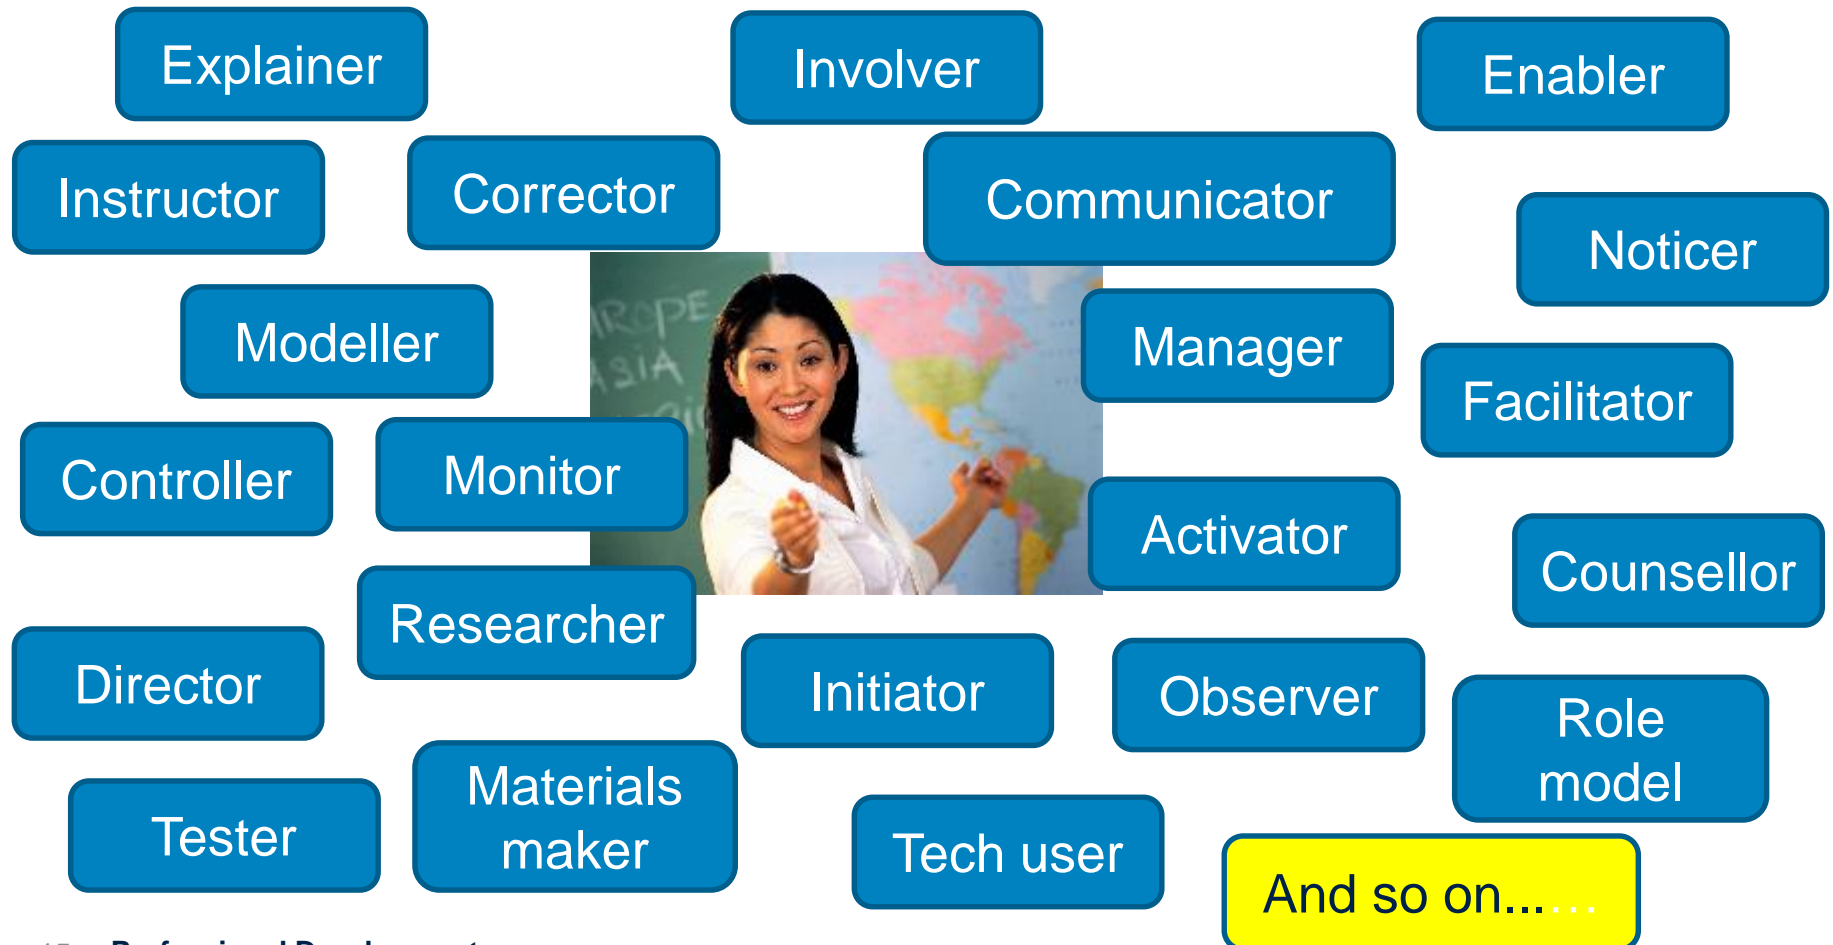 Explainer
Involver
Enabler
Instructor
Corrector
Communicator
Noticer
Modeller
Manager
Facilitator
Controller
Monitor
Activator
Counsellor
Researcher
Director
Initiator
Observer
Role
model
Tester
Materials
maker
Tech user
And so on......
ASIA